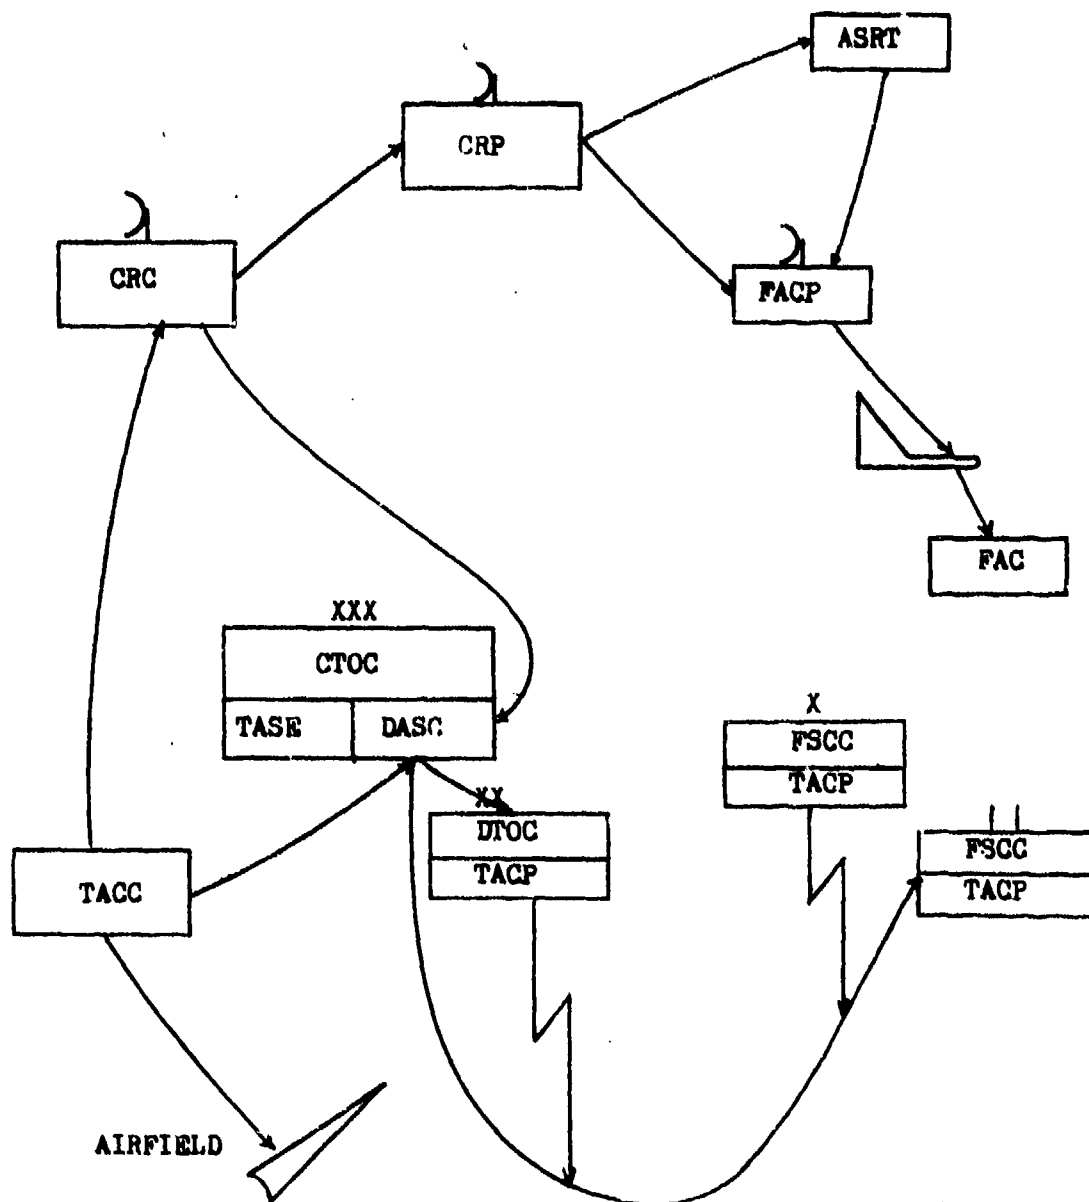 ASRT
CRP
CRC
FACP
FAC
XXX
CTOC
TASE DASC
X
FSCC
TACP
XX
DTOC
TACP
FSCC
TACP
TACC
AIRFIELD